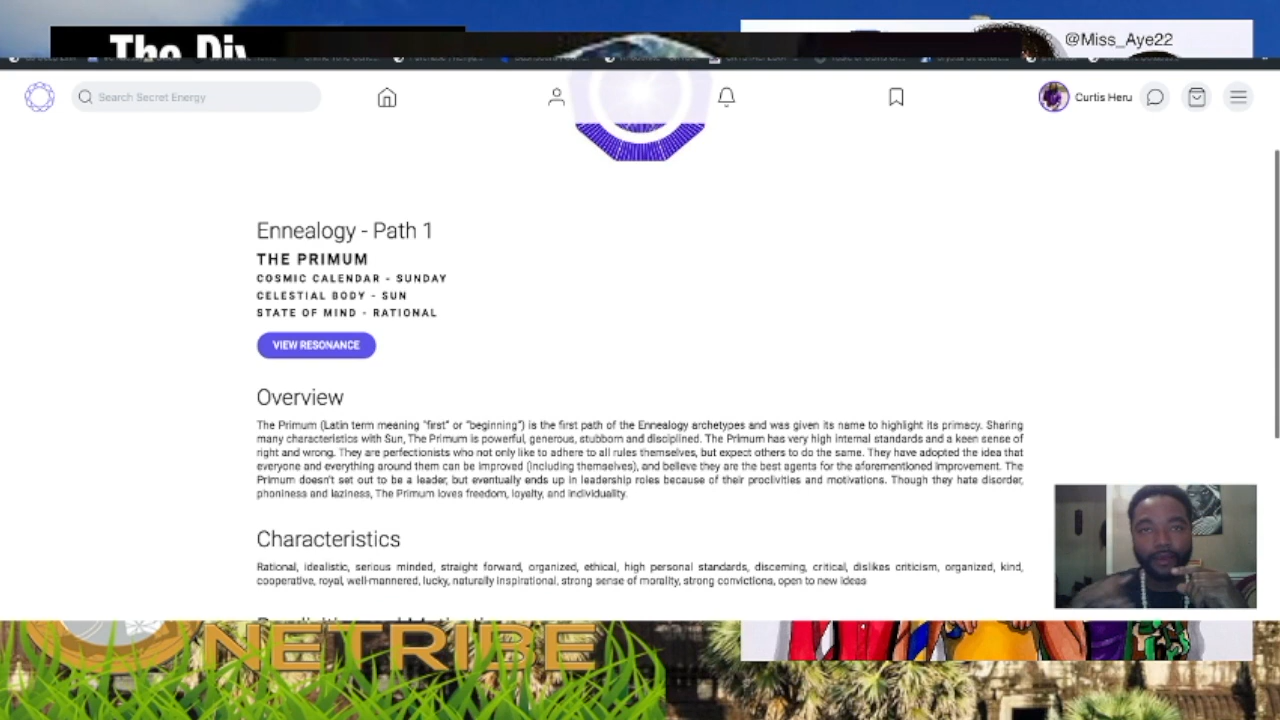 The Div
@Miss_Aye22
Search Secret Energy
Curtis Heru
Ennealogy - Path 1
THE PRIMUM
COSMIC CALENDAR - SUNDAY
CELESTIAL BODY - SUN
STATE OF MIND - RATIONAL
VIEW RESONANCE
Overview
The Primum (Latin term meaning "first" or "beginning") is the first path of the Ennealogy archetypes and was given its name to highlight its primacy. Sharing
many characteristics with Sun, The Primum is powerful, generous, stubborn and disciplined. The Primum has very high internal standards and a keen sense of
right and wrong. They are perfectionists who not only like to adhere to all rules themselves, but expect others to do the same. They have adopted the idea that
everyone and everything around them can be improved (including themselves), and believe they are the best agents for the aforementioned improvement. The
Primum doesn't set out to be a leader, but eventually ends up in leadership roles because of their proclivities and motivations. Though they hate disorder,
phoniness and laziness, The Primum loves freedom, loyalty, and individuality.
Characteristics
Rational, idealistic, serious minded, straight forward, organized, ethical, high personal standards, discerning, critical, dislikes criticism, organized, kind,
cooperative, royal, well-mannered, lucky, naturally inspirational, strong sense of morality, strong convictions, open to new ideas
NETRIBE